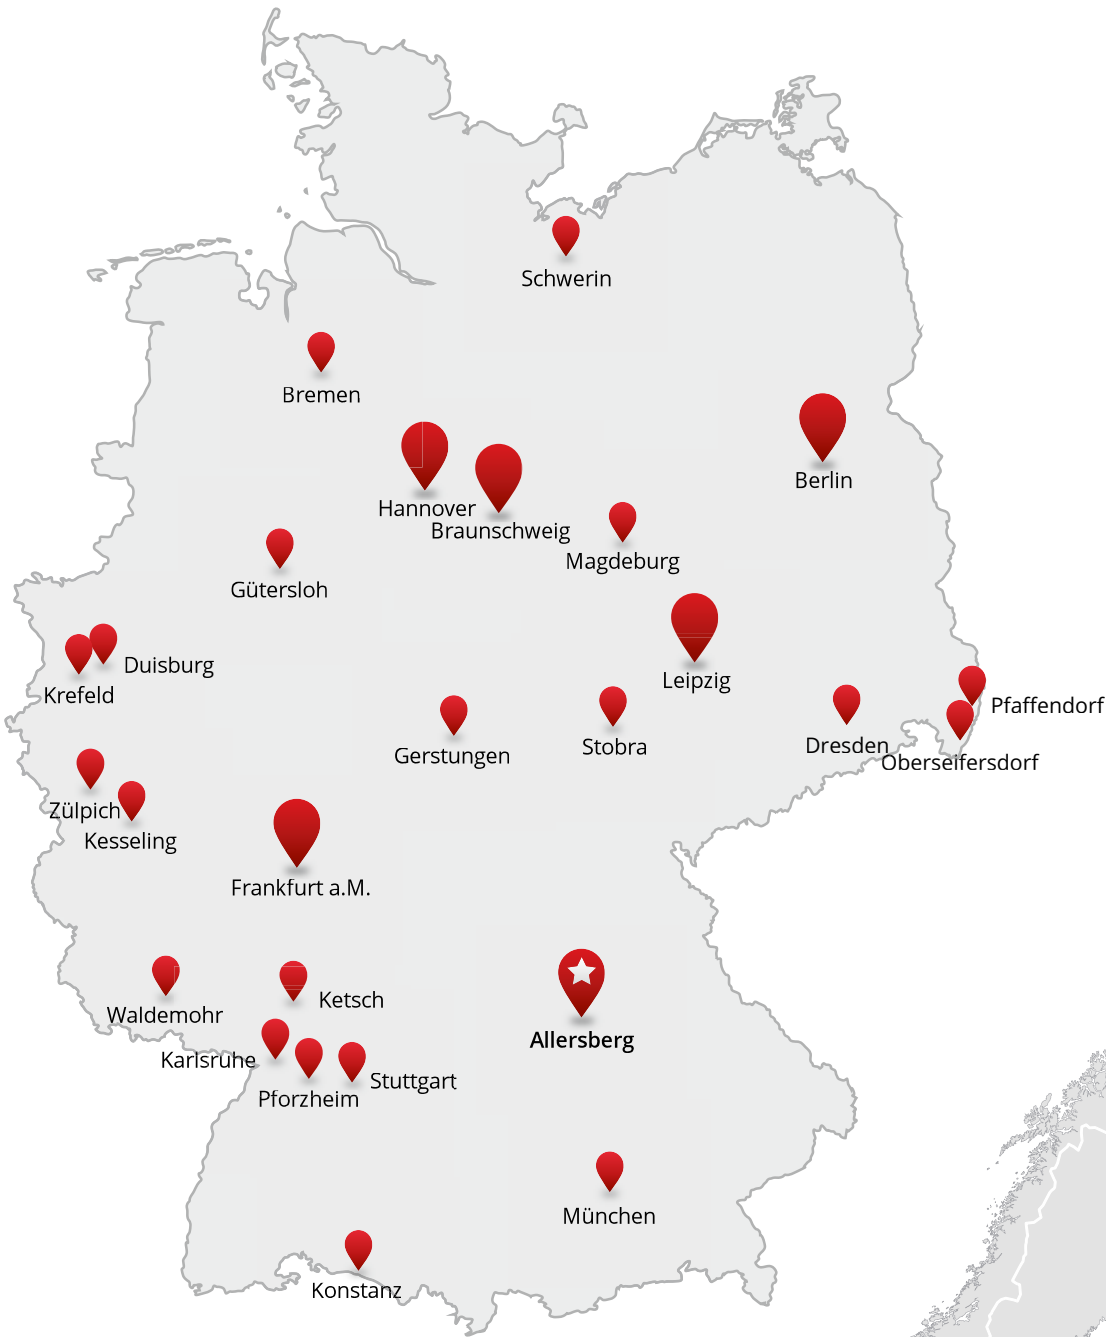 Schwerin
Bremen
Berlin
Hannover
Braunschweig
Magdeburg
Gütersloh
Duisburg
Leipzig
Krefeld
Pfaffendorf
Dresden
Stobra
Gerstungen
Oberseifersdorf
Zülpich
Kesseling
Frankfurt a.M.
Ketsch
Waldemohr
Allersberg
Karlsruhe
Stuttgart
Pforzheim
München
Konstanz